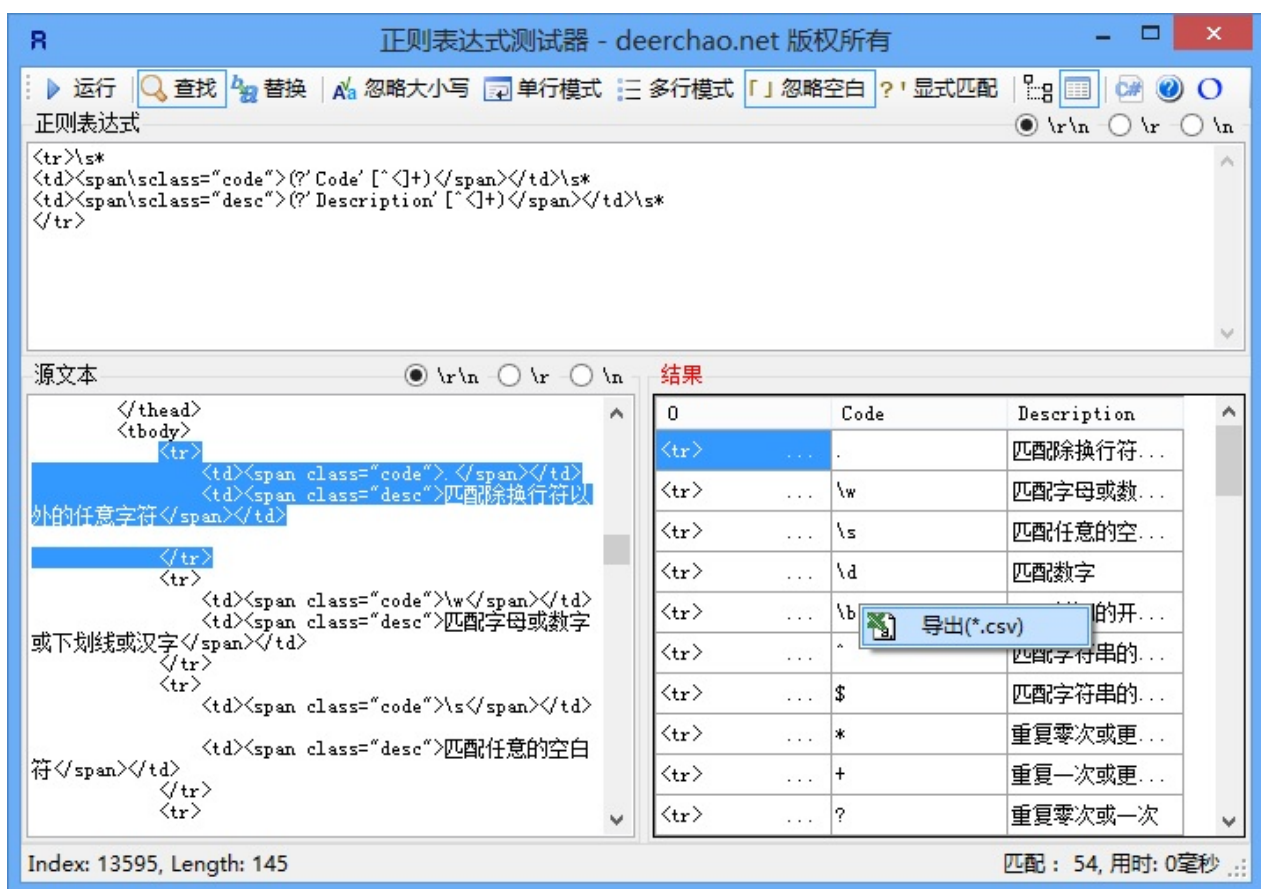 R
正则表达式测试器 - deerchao.net 版权所有
运行 查找 替换 忽略大小写 单行模式 多行模式 「」忽略空白 ?' 显式匹配 C#
正则表达式 \r\n \r \n
<tr>\s*
<td><span\sclass="code">(?'Code'[^<]+)</span></td>\s*
<td><span\sclass="desc">(?'Description'[^<]+)</span></td>\s*
</tr>
源文本 \r\n \r \n
</thead>
<tbody>
<tr>
<td><span class="code">.</span></td>
<td><span class="desc">匹配除换行符以
外的任意字符</span></td>
</tr>
<tr>
<td><span class="code">\w</span></td>
<td><span class="desc">匹配字母或数字
或下划线或汉字</span></td>
</tr>
<tr>
<td><span class="code">\s</span></td>
<td><span class="desc">匹配任意的空白
符</span></td>
</tr>
<tr>
结果
0 Code Description
<tr> ... . 匹配除换行符...
<tr> ... \w 匹配字母或数...
<tr> ... \s 匹配任意的空...
<tr> ... \d 匹配数字
<tr> ... \b 的开...
导出(*.csv)
<tr> ... ^ 匹配字符串的...
<tr> ... $ 匹配字符串的...
<tr> ... * 重复零次或更...
<tr> ... + 重复一次或更...
<tr> ... ? 重复零次或一次
Index: 13595, Length: 145
匹配 : 54, 用时: 0毫秒